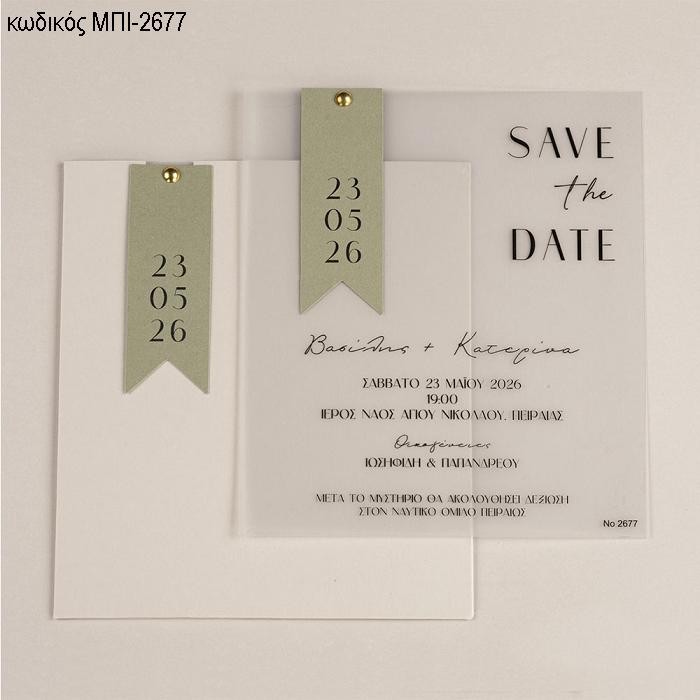 κωδικός ΜΠΙ-2677
23
05
26
23
05
26
SAVE
the
DATE
Βασίλης + Κατερίνα
ΣΑΒΒΑΤΟ 23 ΜΑΪΟΥ 2026
19:00
ΙΕΡΟΣ ΝΑΟΣ ΑΓΙΟΥ ΝΙΚΟΛΑΟΥ, ΠΕΙΡΑΙΑΣ
Οικογένειες
ΙΩΣΗΦΙΔΗ & ΠΑΠΑΝΔΡΕΟΥ
ΜΕΤΑ ΤΟ ΜΥΣΤΗΡΙΟ ΘΑ ΑΚΟΛΟΥΘΗΣΕΙ ΔΕΞΙΩΣΗ
ΣΤΟΝ ΝΑΥΤΙΚΟ ΟΜΙΛΟ ΠΕΙΡΑΙΩΣ
No 2677